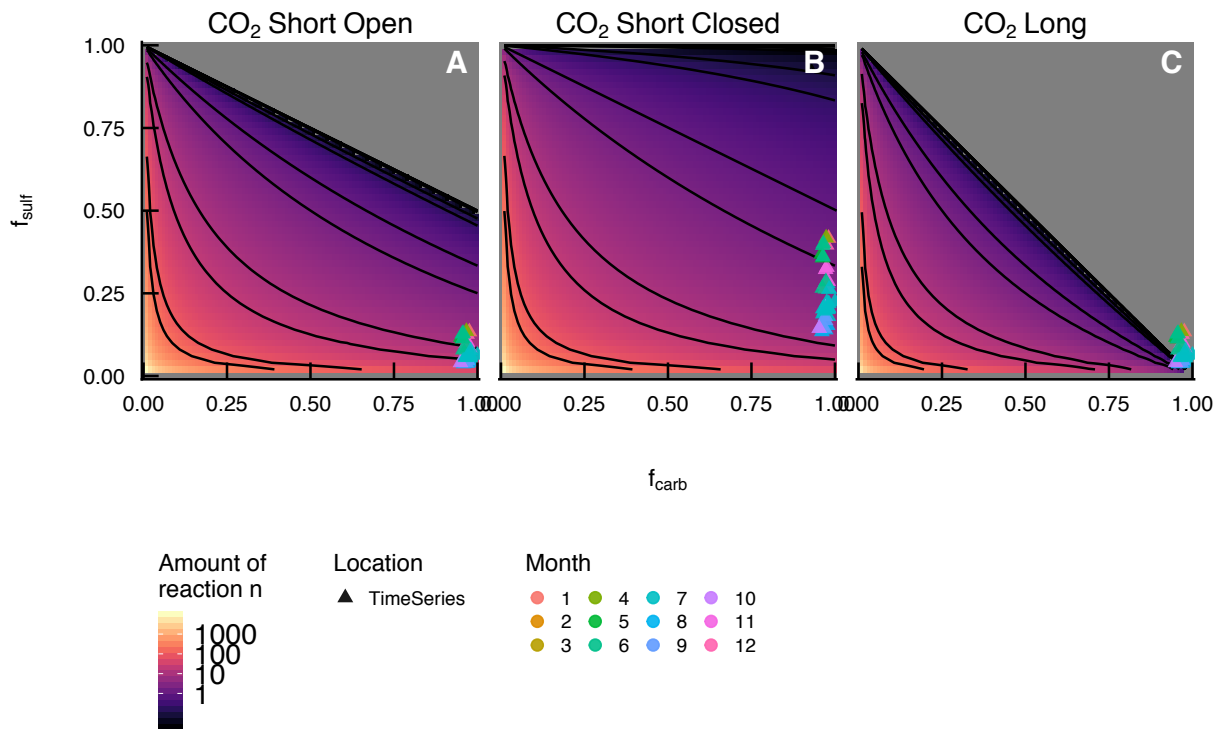 CO₂ Short Open
CO₂ Short Closed
CO₂ Long
A
B
C
f_sulf
1.00
0.75
0.50
0.25
0.00
0.00 0.25 0.50 0.75 1.00
0.00 0.25 0.50 0.75 1.00
0.00 0.25 0.50 0.75 1.00
f_carb
Amount of
reaction n
1000
100
10
1
Location
TimeSeries
Month
1 4 7 10
2 5 8 11
3 6 9 12